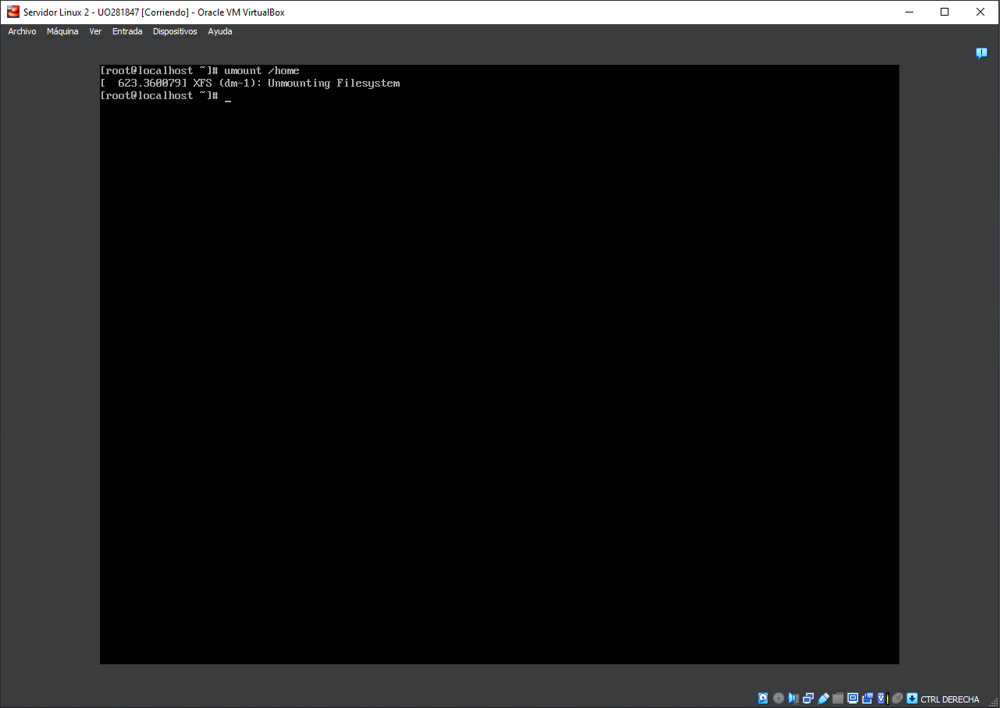 Servidor Linux 2 - UO281847 [Corriendo] - Oracle VM VirtualBox
Archivo Máquina Ver Entrada Dispositivos Ayuda
[root@localhost ~]# umount /home
[  623.360079] XFS (dm-1): Unmounting Filesystem
[root@localhost ~]# _
CTRL DERECHA